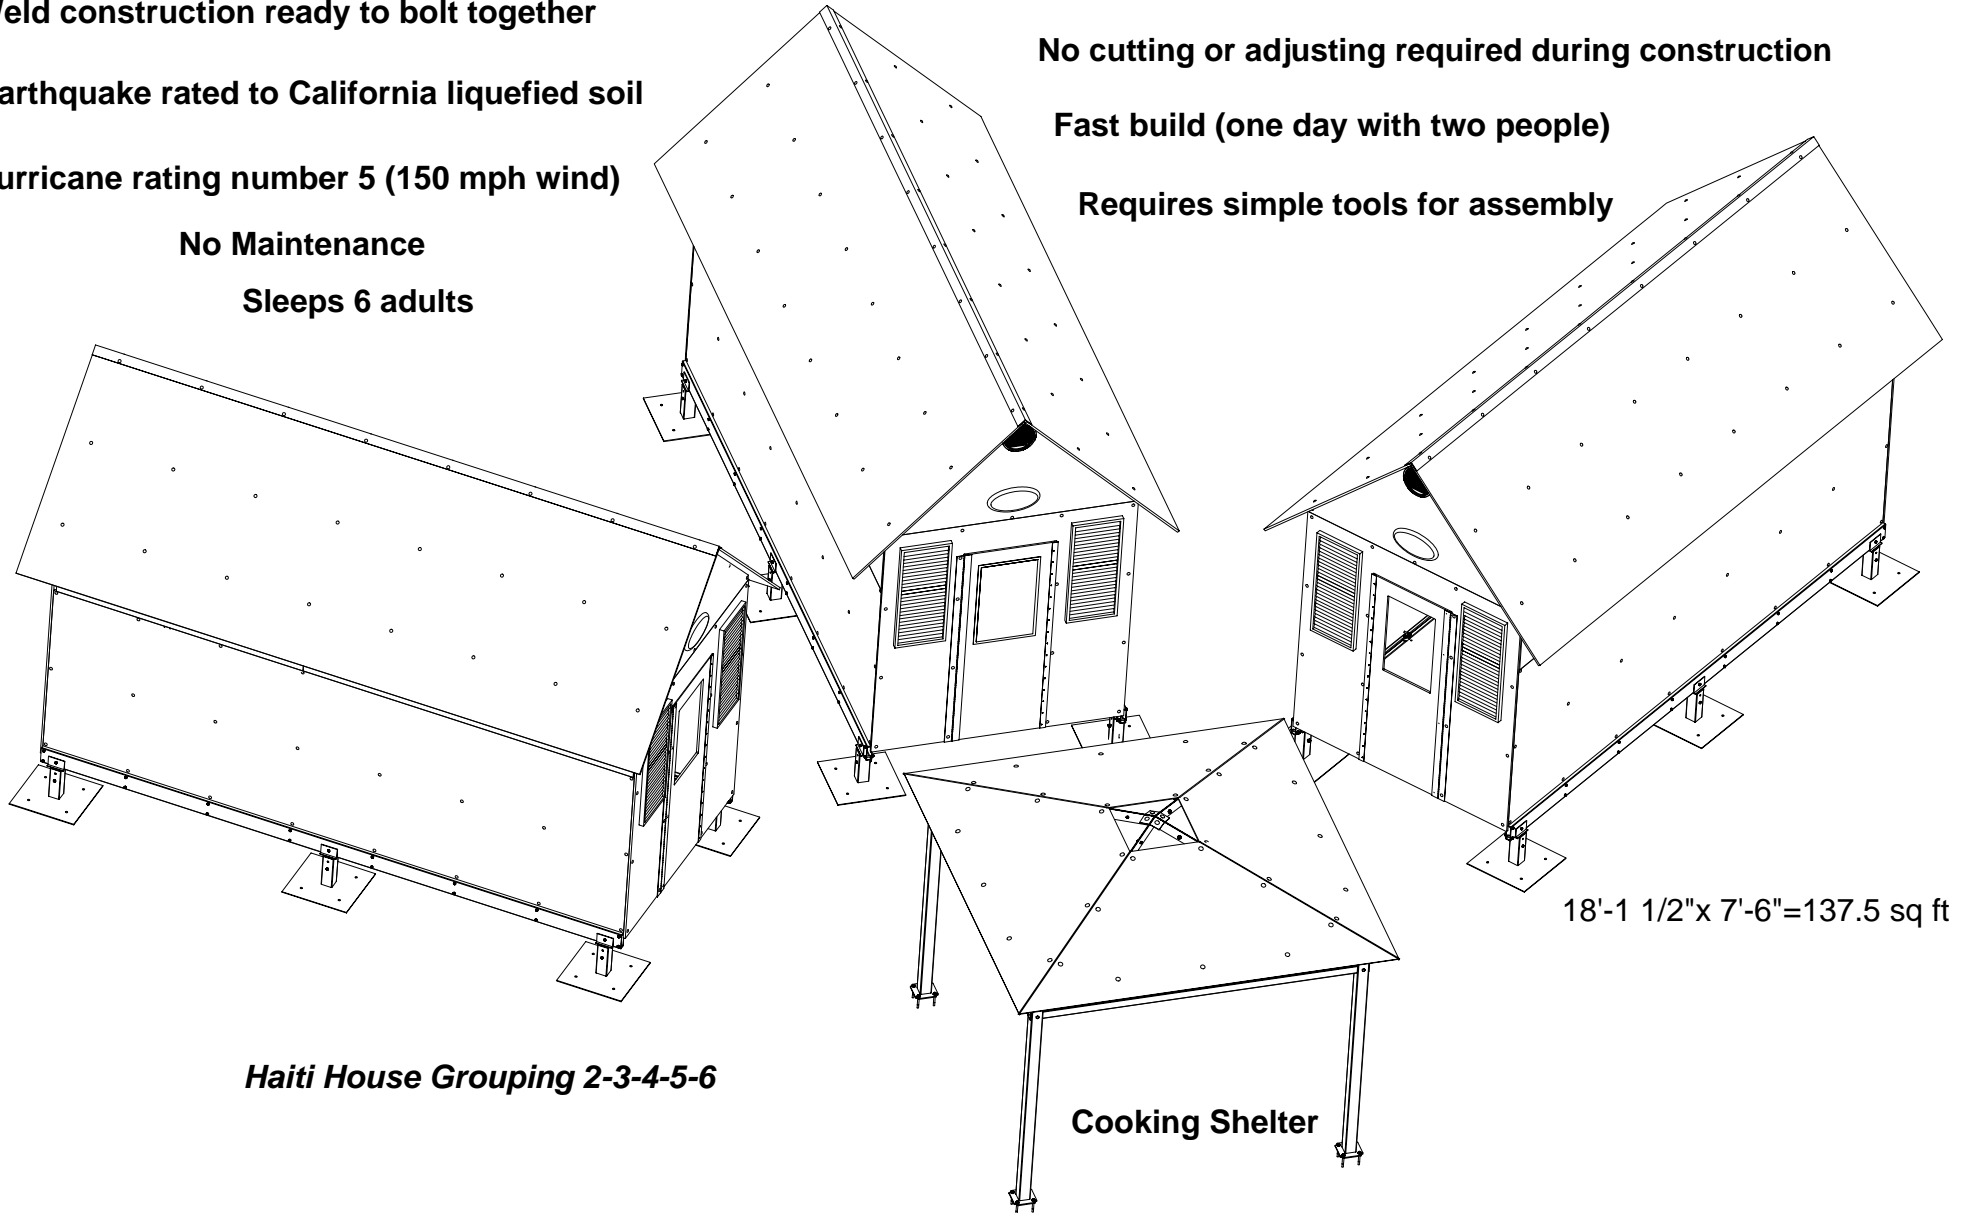 eld construction ready to bolt together
No cutting or adjusting required during construction
arthquake rated to California liquefied soil
Fast build (one day with two people)
urricane rating number 5 (150 mph wind)
Requires simple tools for assembly
No Maintenance
Sleeps 6 adults
18'-1 1/2"x 7'-6"=137.5 sq ft
Haiti House Grouping 2-3-4-5-6
Cooking Shelter